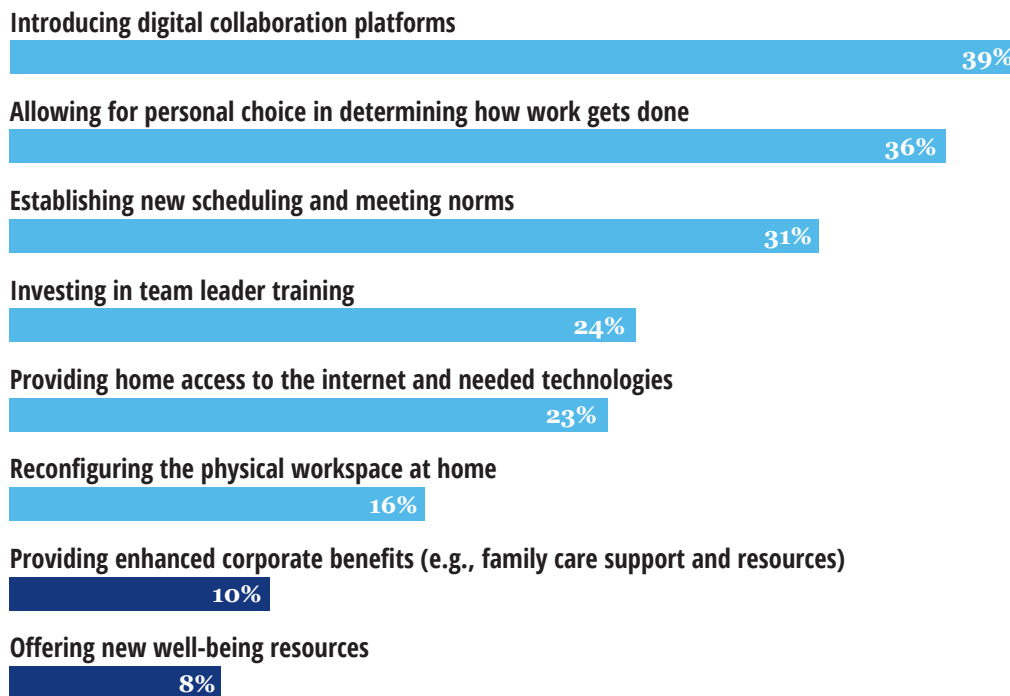 Introducing digital collaboration platforms
39%
Allowing for personal choice in determining how work gets done
36%
Establishing new scheduling and meeting norms
31%
Investing in team leader training
24%
Providing home access to the internet and needed technologies
23%
Reconfiguring the physical workspace at home
16%
Providing enhanced corporate benefits (e.g., family care support and resources)
10%
Offering new well-being resources
8%